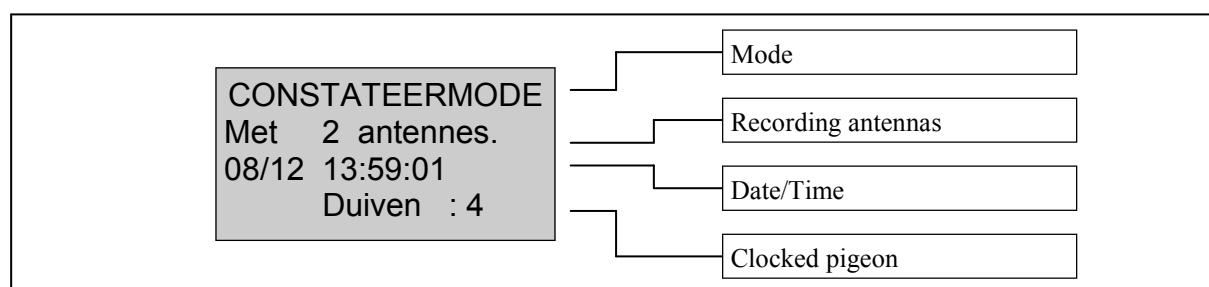 CONSTATEERMODE
Met 2 antennes.
08/12 13:59:01
Duiven : 4
Mode
Recording antennas
Date/Time
Clocked pigeon